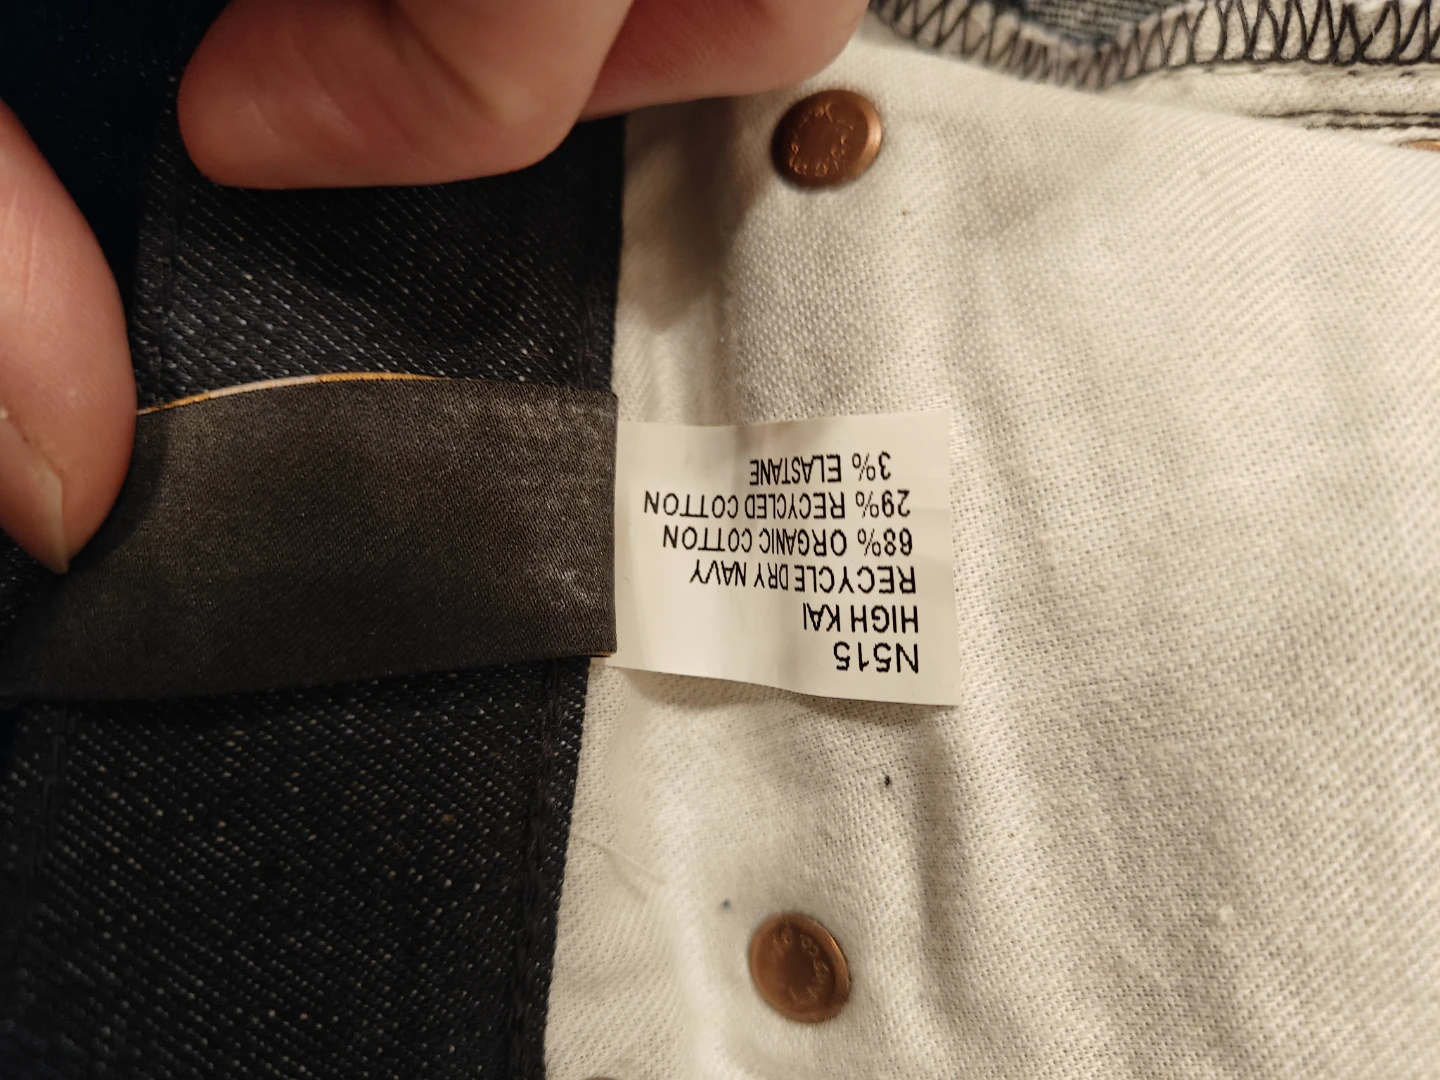 N515
HIGH KAI
RECYCLE DRY NAVY
68% ORGANIC COTTON
29% RECYCLED COTTON
3% ELASTANE